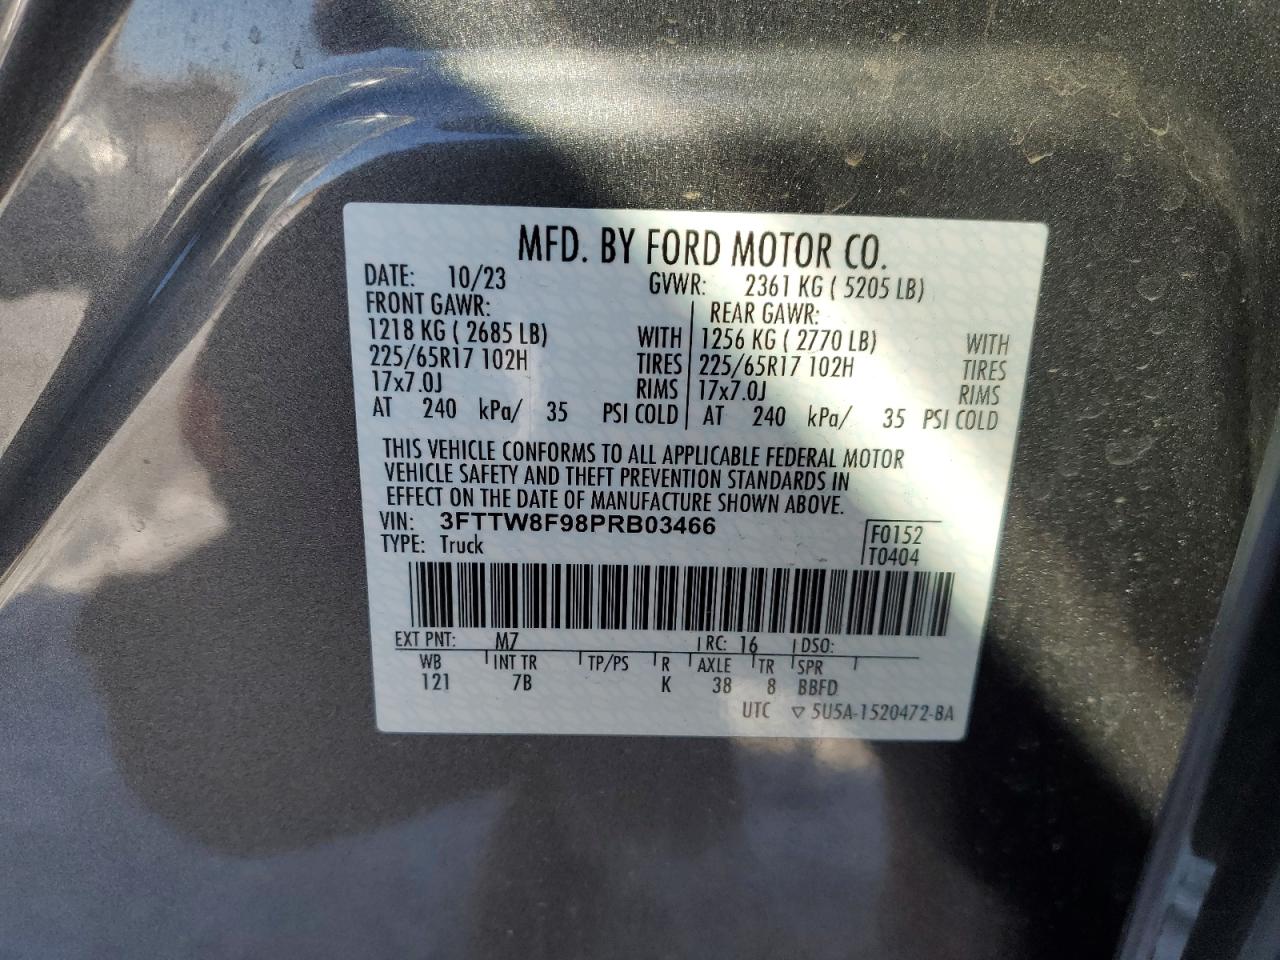 MFD. BY FORD MOTOR CO.
DATE: 10/23 GVWR: 2361 KG ( 5205 LB)
FRONT GAWR: REAR GAWR:
1218 KG ( 2685 LB) WITH 1256 KG ( 2770 LB) WITH
225/65R17 102H TIRES 225/65R17 102H TIRES
17x7.0J RIMS 17x7.0J RIMS
AT 240 kPa/ 35 PSI COLD AT 240 kPa/ 35 PSI COLD
THIS VEHICLE CONFORMS TO ALL APPLICABLE FEDERAL MOTOR
VEHICLE SAFETY AND THEFT PREVENTION STANDARDS IN
EFFECT ON THE DATE OF MANUFACTURE SHOWN ABOVE.
VIN: 3FTTW8F98PRB03466 F0152
TYPE: Truck T0404
EXT PNT: M7 RC: 16 DSO:
WB INT TR TP/PS R AXLE TR SPR
121 7B K 38 8 BBFD
UTC ▽ 5U5A-1520472-BA